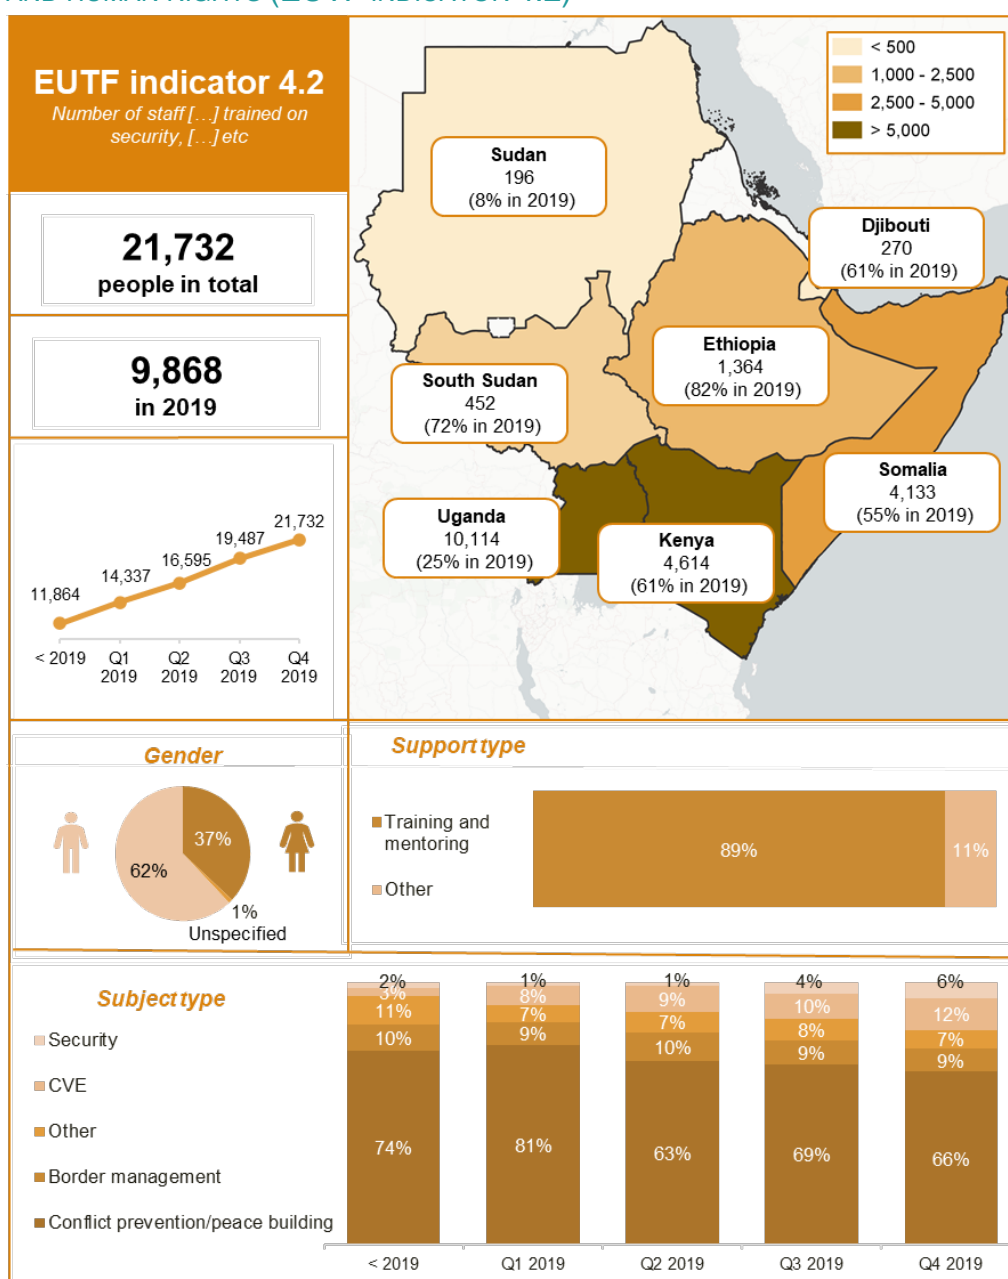 EUTF indicator 4.2
Number of staff [...] trained on
security, [...] etc
21,732
people in total
9,868
in 2019
11,864
14,337
16,595
19,487
21,732
< 2019
Q1
2019
Q2
2019
Q3
2019
Q4
2019
< 500
1,000 - 2,500
2,500 - 5,000
> 5,000
Sudan
196
(8% in 2019)
Djibouti
270
(61% in 2019)
Ethiopia
1,364
(82% in 2019)
South Sudan
452
(72% in 2019)
Somalia
4,133
(55% in 2019)
Uganda
10,114
(25% in 2019)
Kenya
4,614
(61% in 2019)
Gender
37%
62%
1%
Unspecified
Support type
Training and
mentoring
Other
89%
11%
Subject type
Security
CVE
Other
Border management
Conflict prevention/peace building
2%
3%
11%
10%
74%
1%
8%
7%
9%
81%
1%
9%
7%
10%
63%
4%
10%
8%
9%
69%
6%
12%
7%
9%
66%
< 2019
Q1 2019
Q2 2019
Q3 2019
Q4 2019